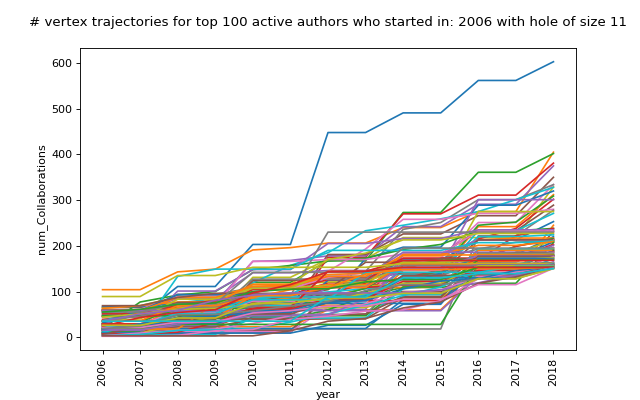 # vertex trajectories for top 100 active authors who started in: 2006 with hole of size 11
600
500
400
300
200
100
0
num_Collaborations
2006 2007 2008 2009 2010 2011 2012 2013 2014 2015 2016 2017 2018
year